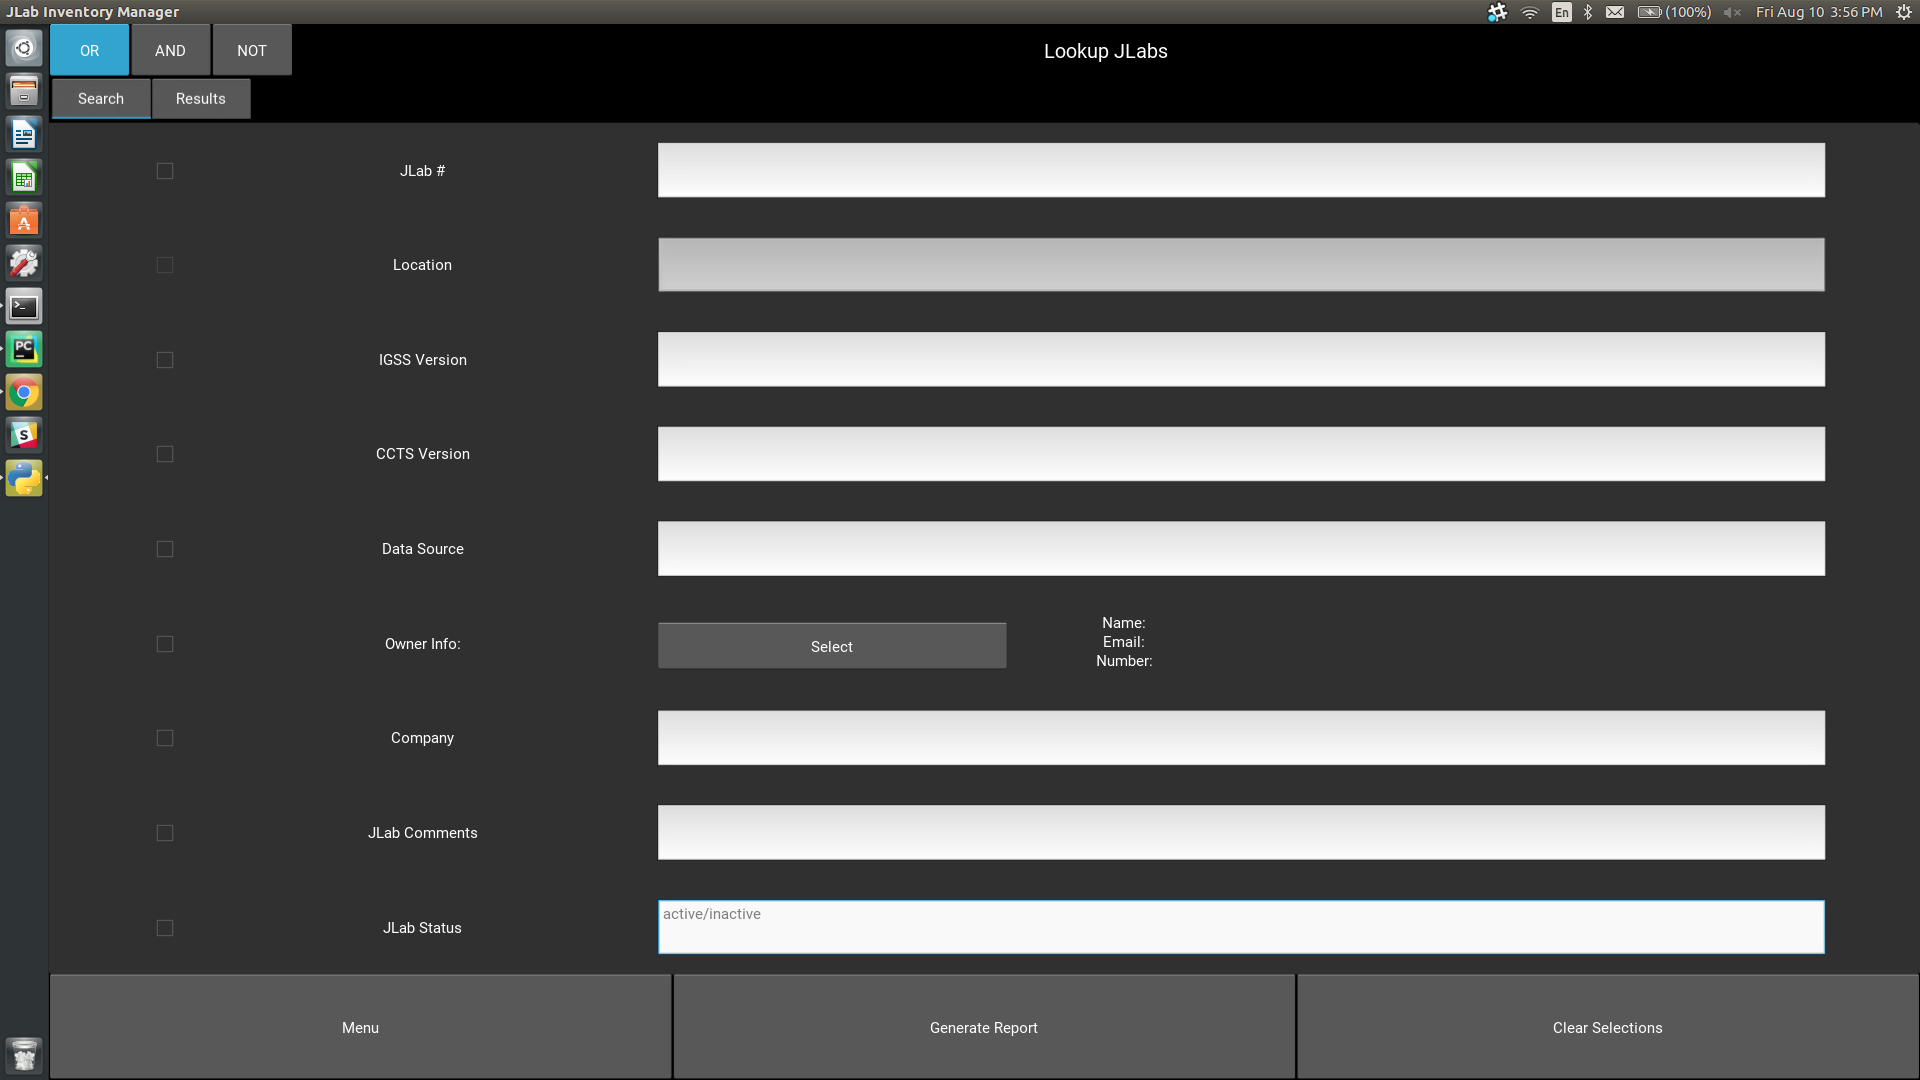 JLab Inventory Manager
En
(100%)
Fri Aug 10 3:56 PM
OR
AND
NOT
Lookup JLabs
Search
Results
JLab #
Location
IGSS Version
CCTS Version
Data Source
Owner Info:
Select
Name:
Email:
Number:
Company
JLab Comments
JLab Status
active/inactive
Menu
Generate Report
Clear Selections
PC
S